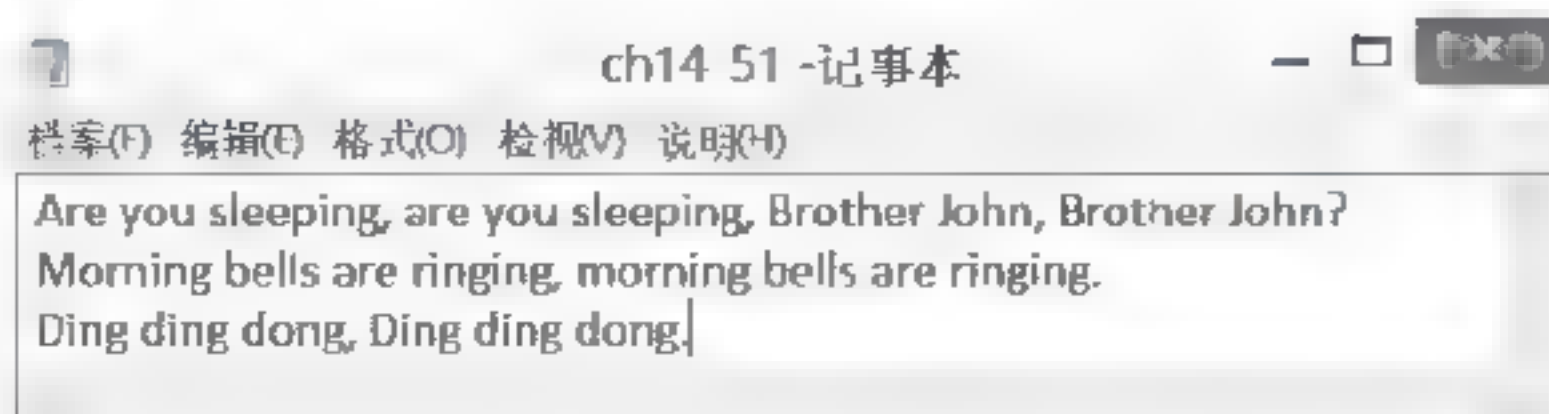 ch14 51 -记事本
档案(F) 编辑(E) 格式(O) 检视(V) 说明(H)
Are you sleeping, are you sleeping, Brother John, Brother John?
Morning bells are ringing, morning bells are ringing.
Ding ding dong, Ding ding dong.